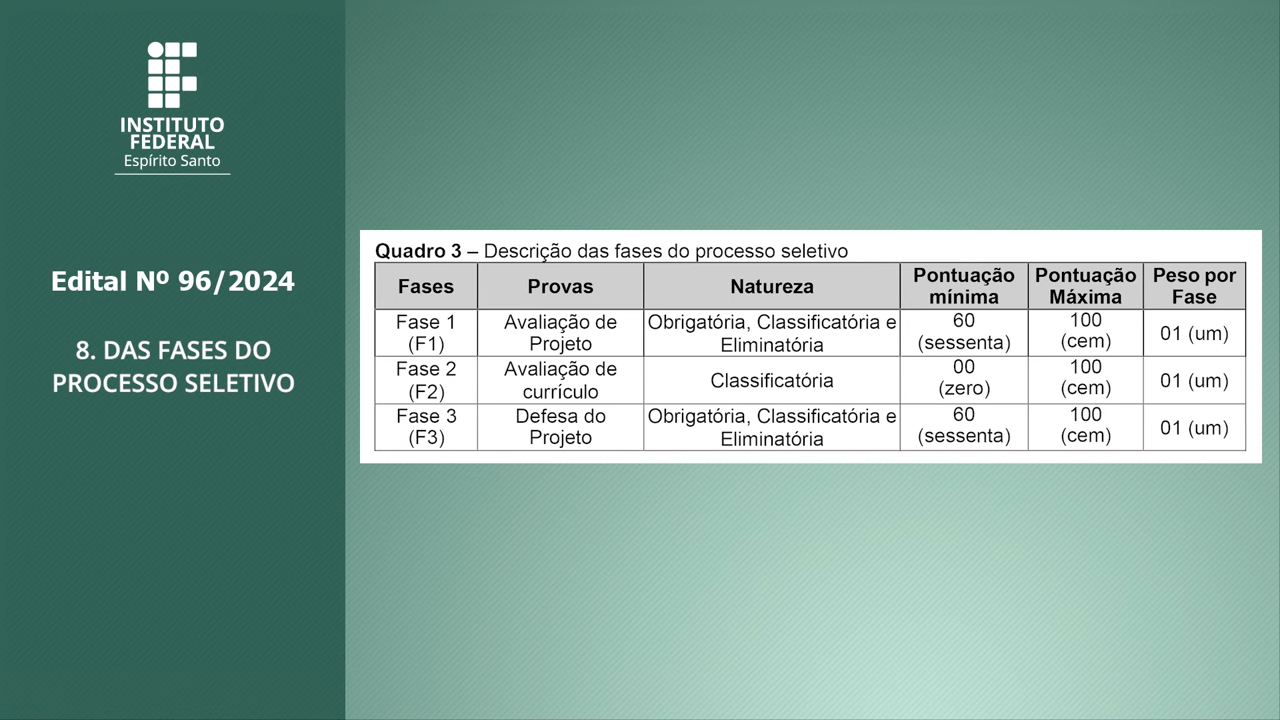 INSTITUTO
FEDERAL
Espírito Santo
Edital Nº 96/2024
8. DAS FASES DO
PROCESSO SELETIVO
Quadro 3 – Descrição das fases do processo seletivo
Fases Provas Natureza Pontuação mínima Pontuação Máxima Peso por Fase
Fase 1 (F1) Avaliação de Projeto Obrigatória, Classificatória e Eliminatória 60 (sessenta) 100 (cem) 01 (um)
Fase 2 (F2) Avaliação de currículo Classificatória 00 (zero) 100 (cem) 01 (um)
Fase 3 (F3) Defesa do Projeto Obrigatória, Classificatória e Eliminatória 60 (sessenta) 100 (cem) 01 (um)